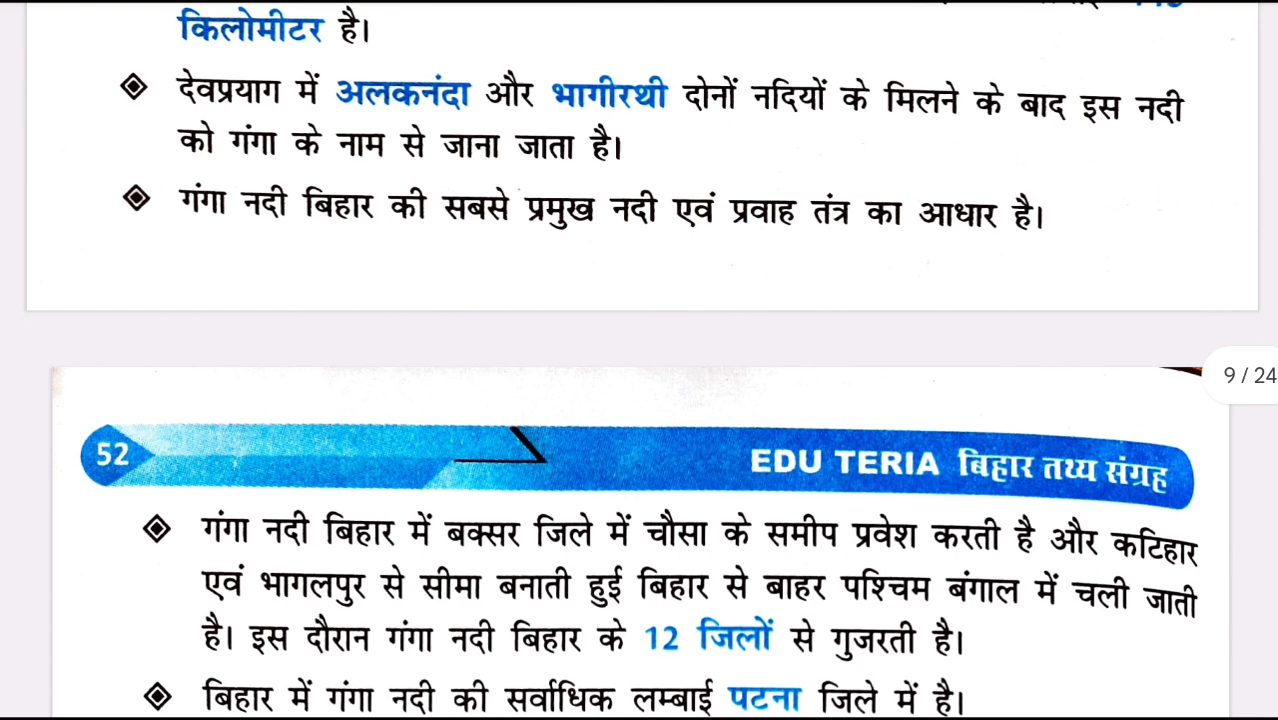 किलोमीटर है।
देवप्रयाग में अलकनंदा और भागीरथी दोनों नदियों के मिलने के बाद इस नदी
को गंगा के नाम से जाना जाता है।
गंगा नदी बिहार की सबसे प्रमुख नदी एवं प्रवाह तंत्र का आधार है।
9 / 24
52
EDU TERIA बिहार तथ्य संग्रह
गंगा नदी बिहार में बक्सर जिले में चौसा के समीप प्रवेश करती है और कटिहार
एवं भागलपुर से सीमा बनाती हुई बिहार से बाहर पश्चिम बंगाल में चली जाती
है। इस दौरान गंगा नदी बिहार के 12 जिलों से गुजरती है।
बिहार में गंगा नदी की सर्वाधिक लम्बाई पटना जिले में है।